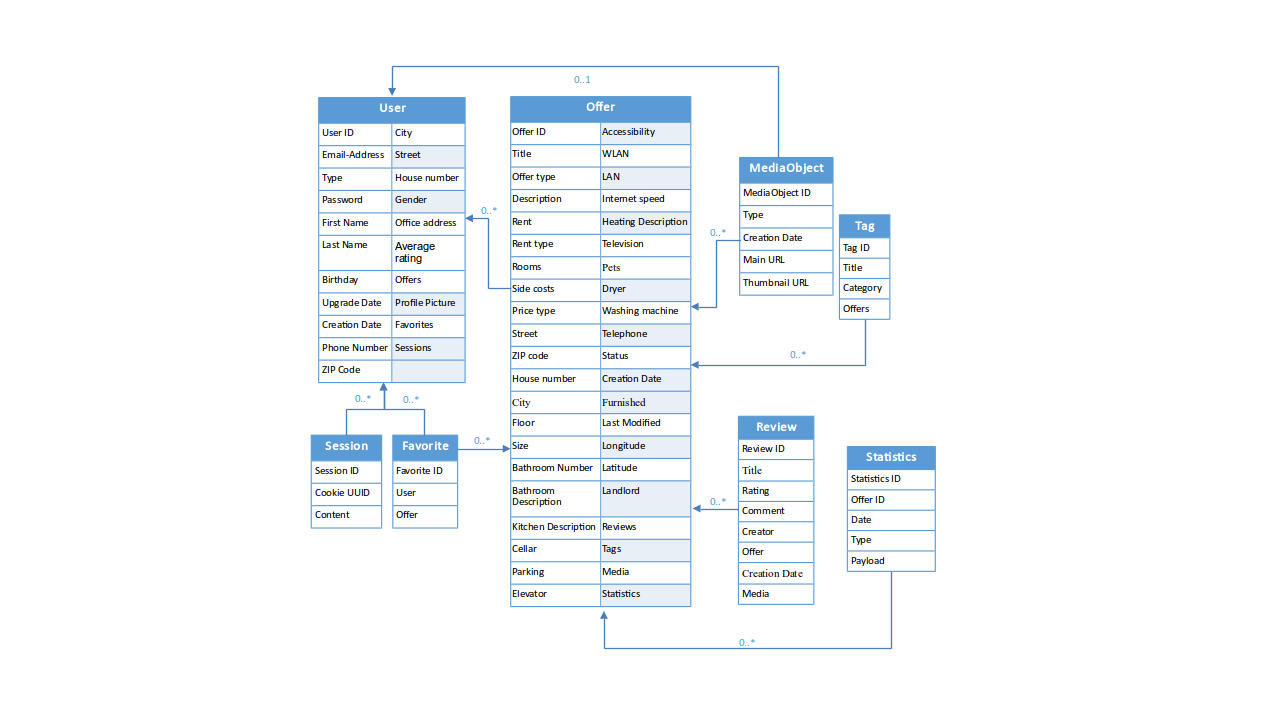 0..1
User
User ID City
Email-Address Street
Type House number
Password Gender
First Name Office address
Last Name Average
rating
Birthday Offers
Upgrade Date Profile Picture
Creation Date Favorites
Phone Number Sessions
ZIP Code
0..*
Offer
Offer ID Accessibility
Title WLAN
Offer type LAN
Description Internet speed
Rent Heating Description
Rent type Television
Rooms Pets
Side costs Dryer
Price type Washing machine
Street Telephone
ZIP code Status
House number Creation Date
City Furnished
Floor Last Modified
Size Longitude
Bathroom Number Latitude
Bathroom
Description
Landlord
Kitchen Description Reviews
Cellar Tags
Parking Media
Elevator Statistics
MediaObject
MediaObject ID
Type
Creation Date
Main URL
Thumbnail URL
0..*
Tag
Tag ID
Title
Category
Offers
0..*
0..* 0..*
Session
Session ID
Cookie UUID
Content
Favorite
Favorite ID
User
Offer
0..*
Review
Review ID
Title
Rating
Comment
Creator
Offer
Creation Date
Media
0..*
Statistics
Statistics ID
Offer ID
Date
Type
Payload
0..*